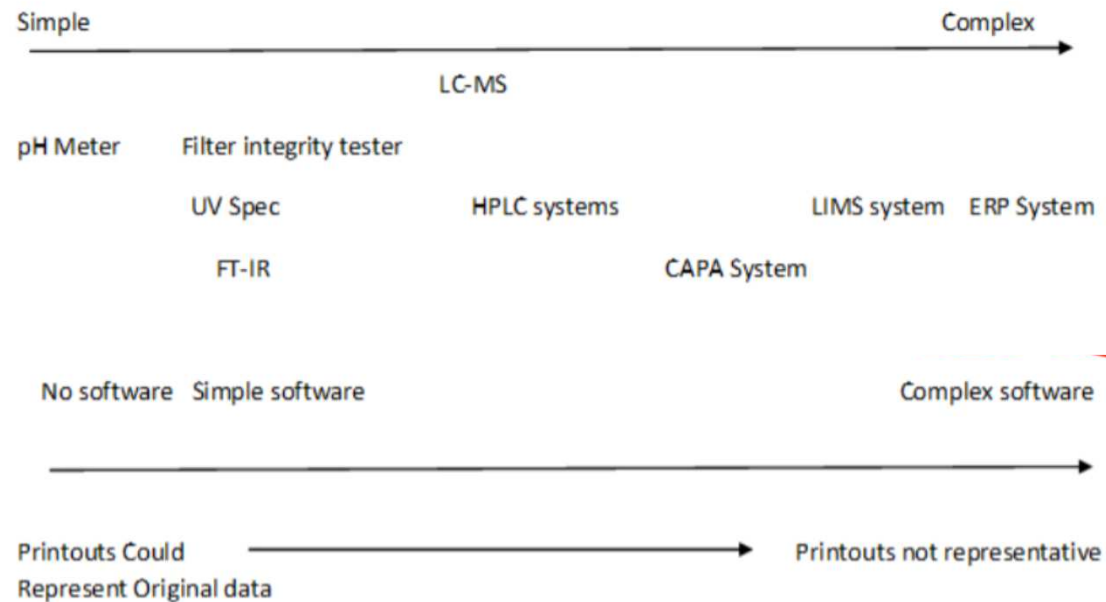 Simple Complex
LC-MS
pH Meter Filter integrity tester
UV Spec HPLC systems LIMS system ERP System
FT-IR CAPA System
No software Simple software Complex software
Printouts Could Printouts not representative
Represent Original data